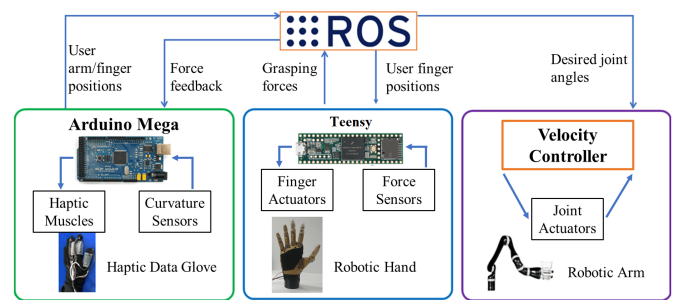 ROS
User
arm/finger
positions
Force
feedback
Grasping
forces
User finger
positions
Desired joint
angles
Arduino Mega
Haptic
Muscles
Curvature
Sensors
Haptic Data Glove
Teensy
Finger
Actuators
Force
Sensors
Robotic Hand
Velocity
Controller
Joint
Actuators
Robotic Arm